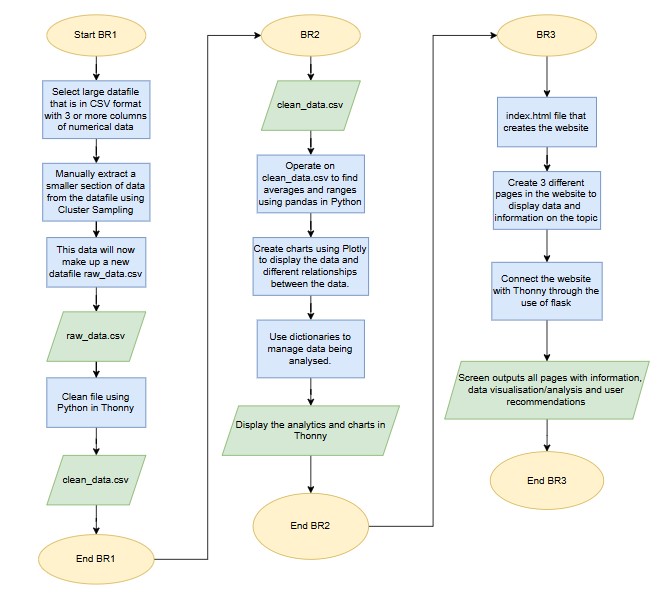 Start BR1
Select large datafile
that is in CSV format
with 3 or more columns
of numerical data
Manually extract a
smaller section of data
from the datafile using
Cluster Sampling
This data will now
make up a new
datafile raw_data.csv
raw_data.csv
Clean file using
Python in Thonny
clean_data.csv
End BR1
BR2
clean_data.csv
Operate on
clean_data.csv to find
averages and ranges
using pandas in Python
Create charts using Plotly
to display the data and
different relationships
between the data.
Use dictionaries to
manage data being
analysed.
Display the analytics and charts in
Thonny
End BR2
BR3
index.html file that
creates the website
Create 3 different
pages in the website to
display data and
information on the topic
Connect the website
with Thonny through the
use of flask
Screen outputs all pages with information,
data visualisation/analysis and user
recommendations
End BR3